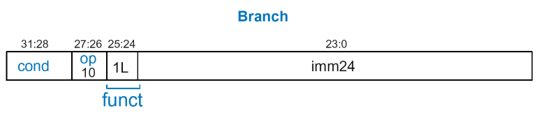 Branch
31:28 27:26 25:24 23:0
cond op 10 1L imm24
funct